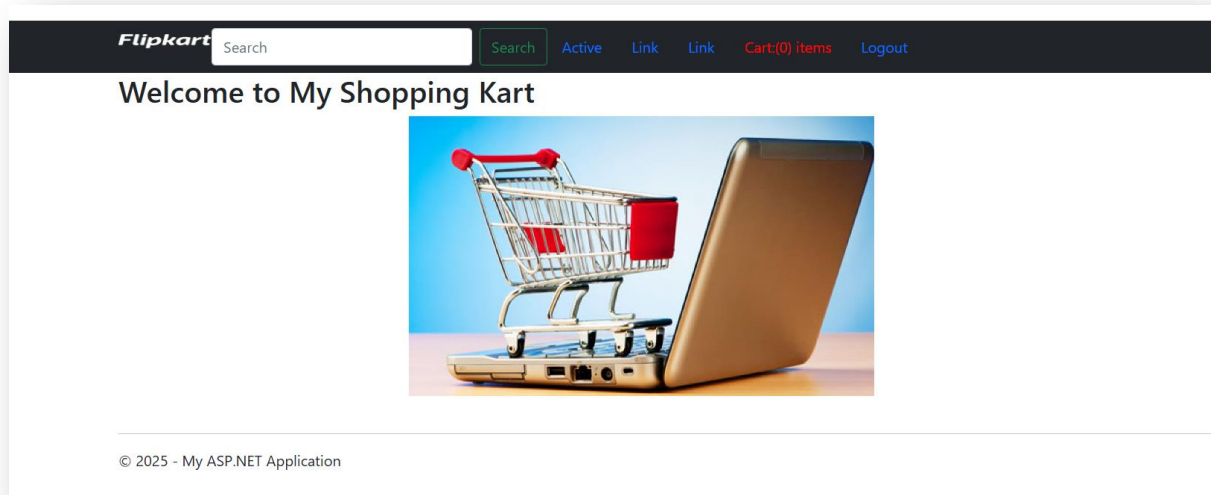 Flipkart Search Search Active Link Link Cart:(0) items Logout
Welcome to My Shopping Kart
© 2025 - My ASP.NET Application